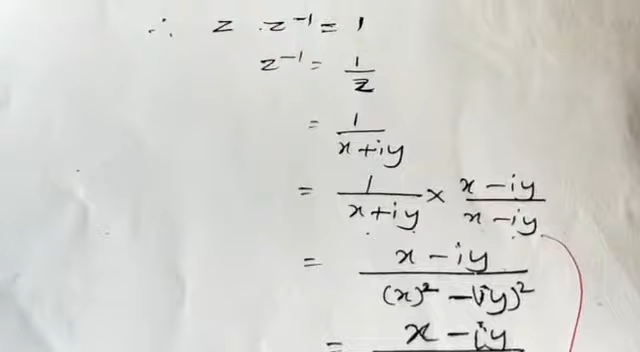 ∴ z . z⁻¹ = 1
z⁻¹ = 1/z
= 1/(x+iy)
= 1/(x+iy) × (x-iy)/(x-iy)
= (x-iy)/((x)² - (iy)²)
= x-iy